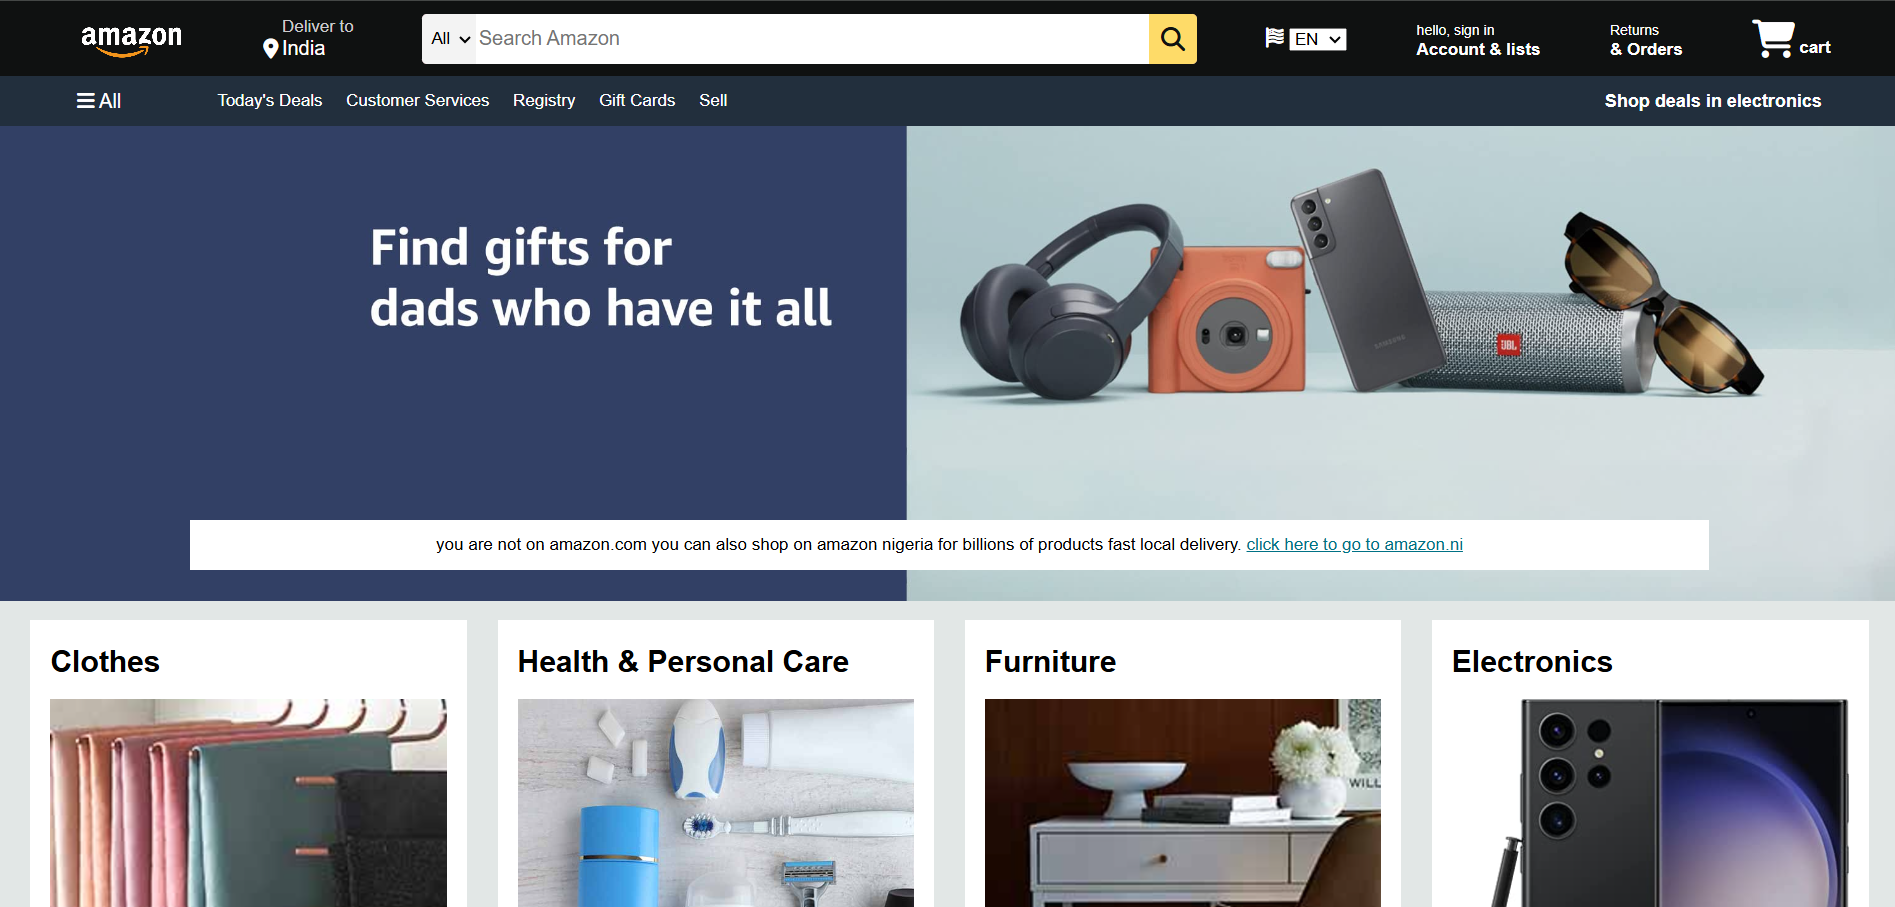 amazon
Deliver to
India
All
Search Amazon
EN
hello, sign in
Account & lists
Returns
& Orders
cart
All
Today's Deals
Customer Services
Registry
Gift Cards
Sell
Shop deals in electronics
Find gifts for
dads who have it all
SAMSUNG
JBL
you are not on amazon.com you can also shop on amazon nigeria for billions of products fast local delivery. click here to go to amazon.ni
Clothes
Health & Personal Care
Furniture
Electronics
WILL